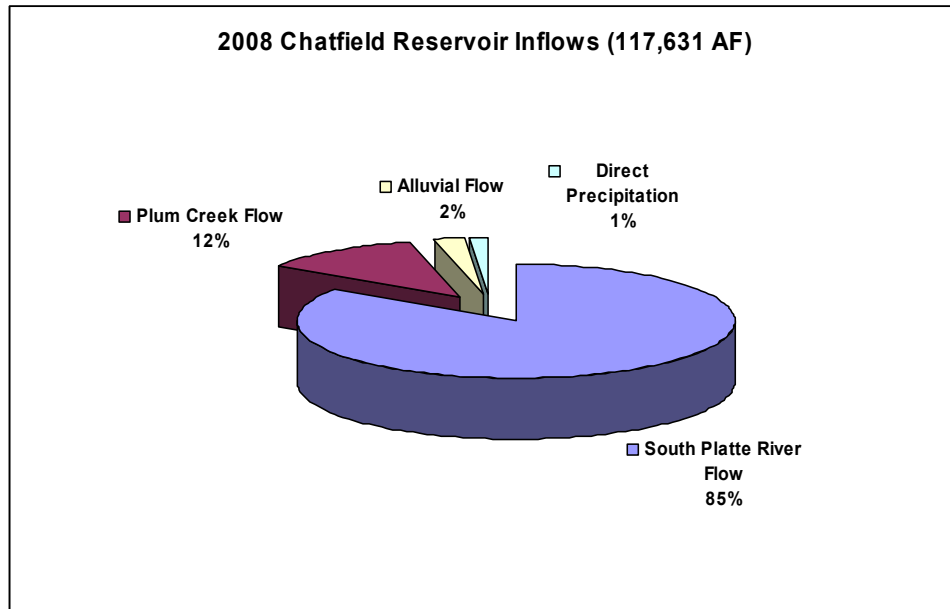 2008 Chatfield Reservoir Inflows (117,631 AF)
Direct
Precipitation
1%
Alluvial Flow
2%
Plum Creek Flow
12%
South Platte River
Flow
85%